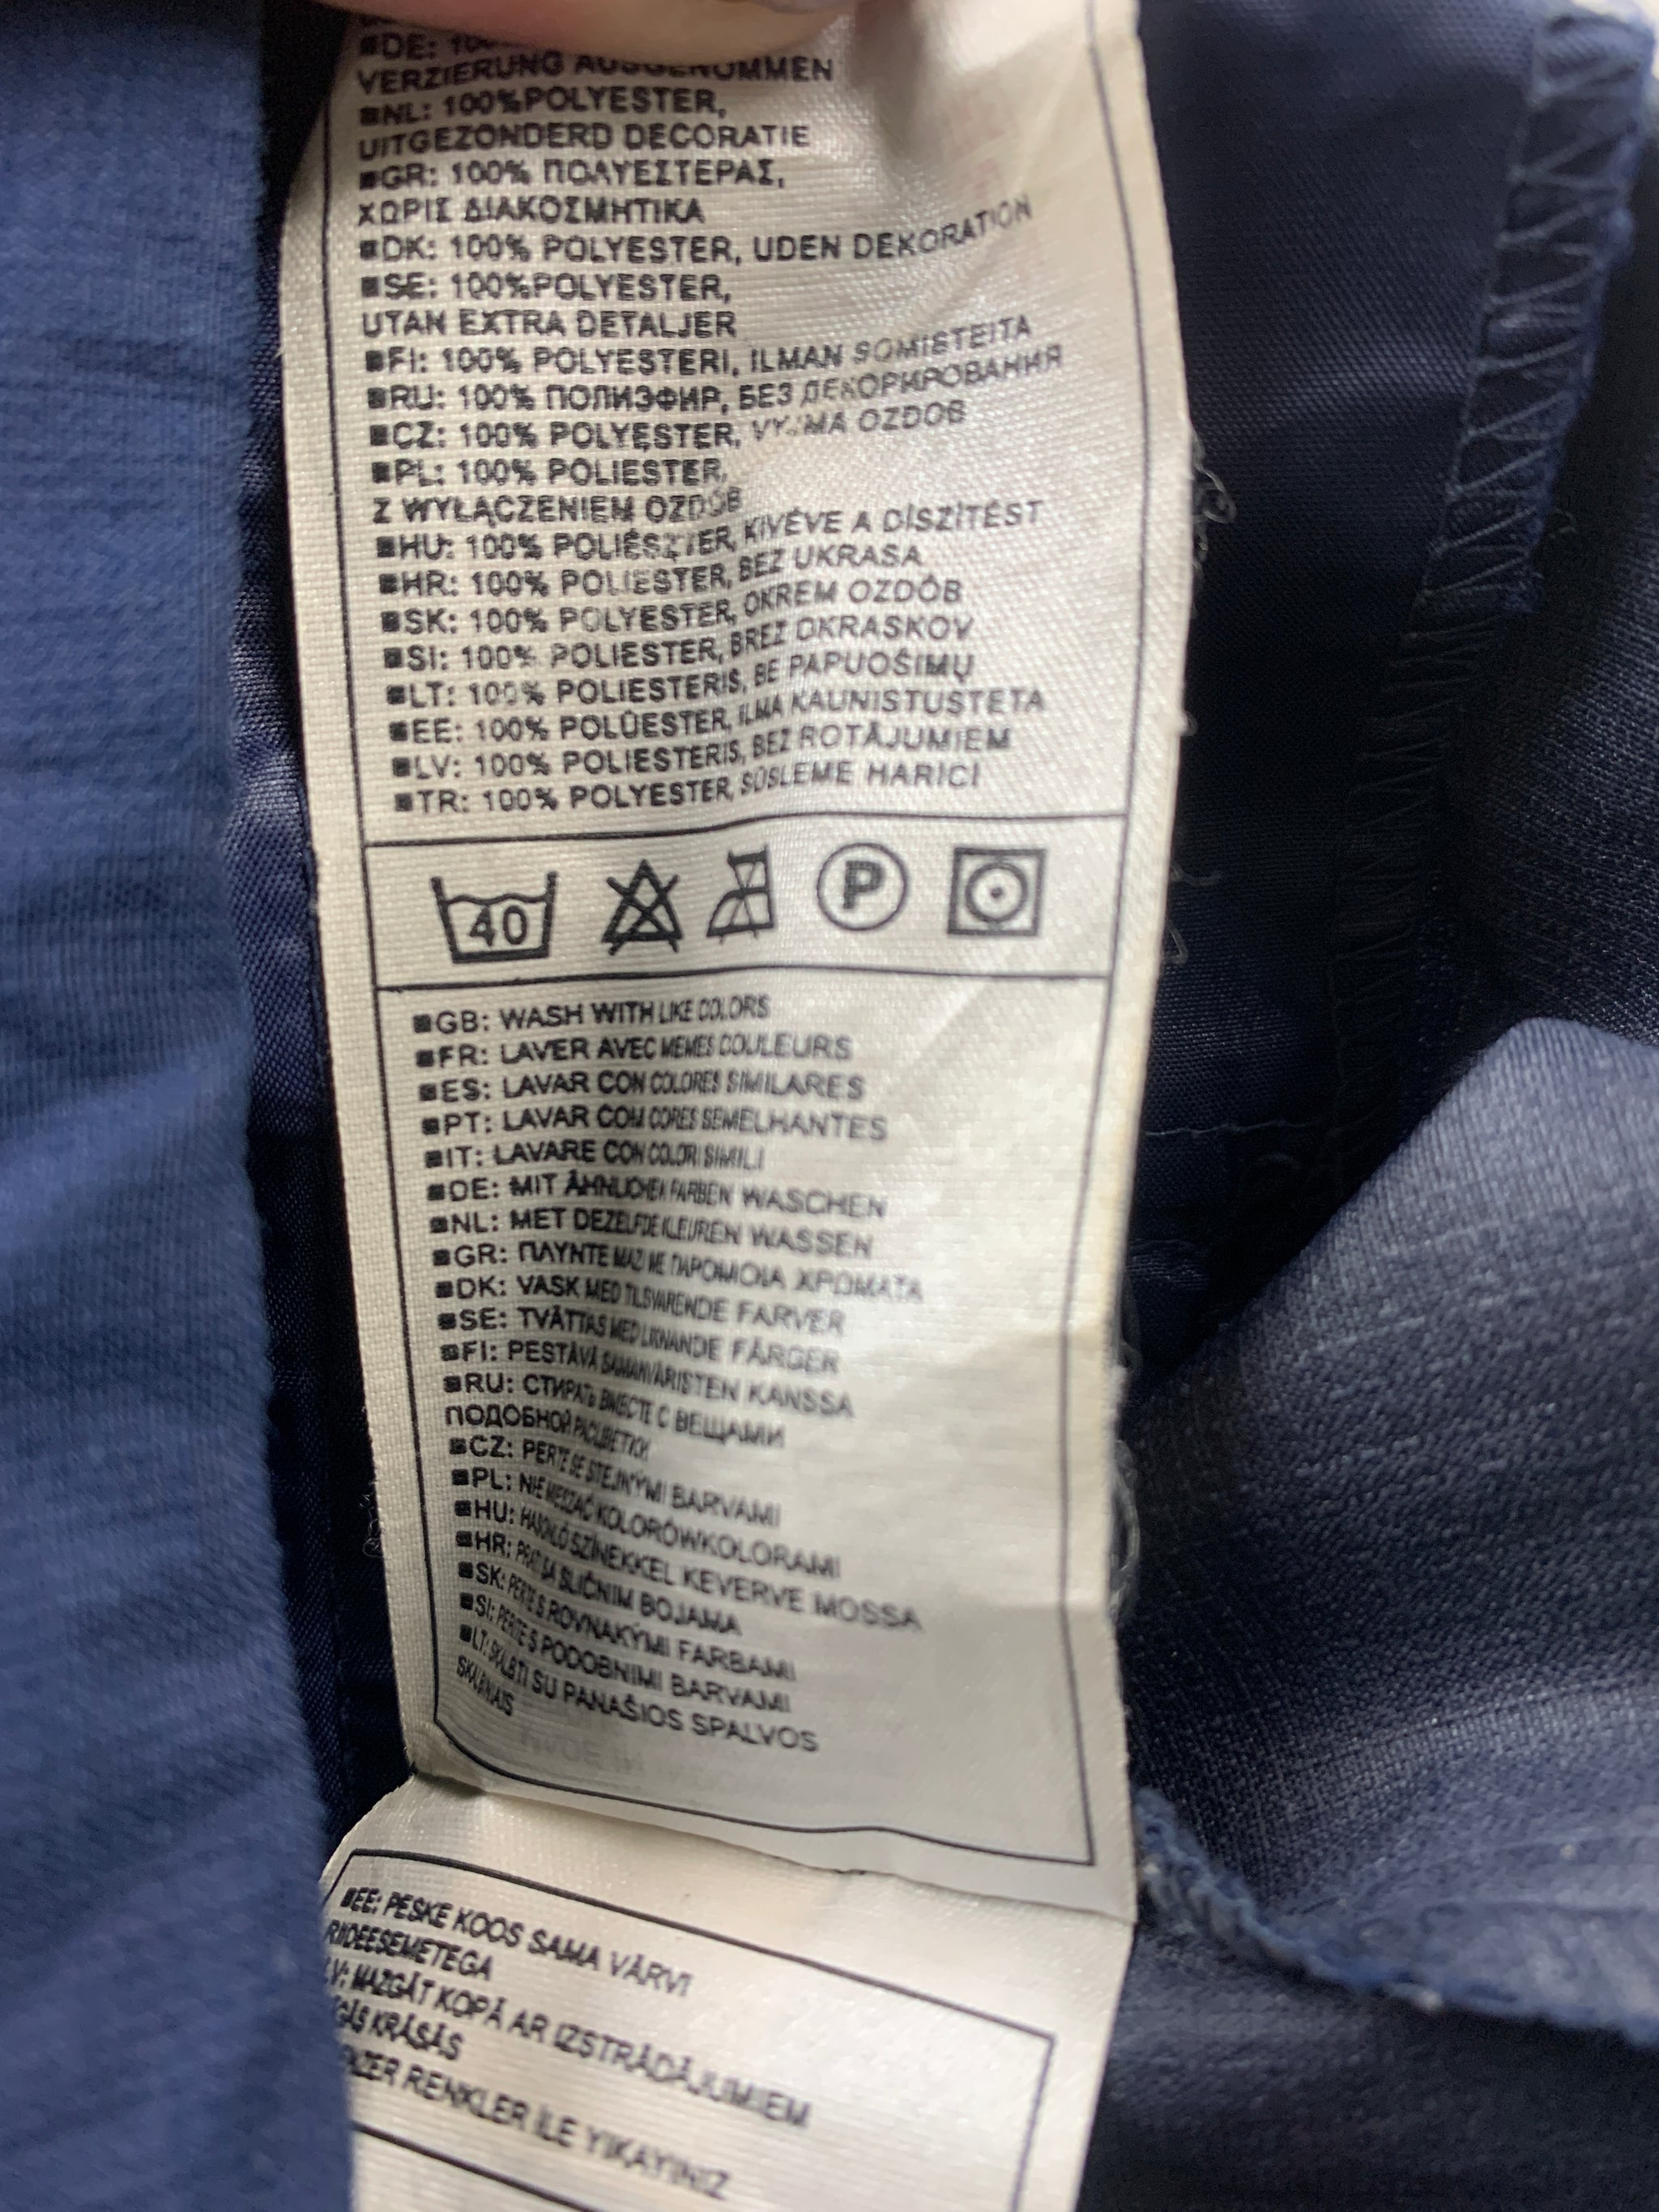 ■DE: 100
VERZIERUNG AUSGENOMMEN
■NL: 100%POLYESTER,
UITGEZONDERD DECORATIE
■GR: 100% ΠΟΛΥΕΣΤΕΡΑΣ,
ΧΩΡΙΣ ΔΙΑΚΟΣΜΗΤΙΚΑ
■DK: 100% POLYESTER, UDEN DEKORATION
■SE: 100%POLYESTER,
UTAN EXTRA DETALJER
■FI: 100% POLYESTERI, ILMAN SOMISTEITA
■RU: 100% ПОЛИЭФИР, БЕЗ ДЕКОРИРОВАНИЯ
■CZ: 100% POLYESTER, VYJMA OZDOB
■PL: 100% POLIESTER,
Z WYŁĄCZENIEM OZDÓB
■HU: 100% POLIÉSZTER, KIVÉVE A DÍSZÍTÉST
■HR: 100% POLIESTER, BEZ UKRASA
■SK: 100% POLYESTER, OKREM OZDÔB
■SI: 100% POLIESTER, BREZ OKRASKOV
■LT: 100% POLIESTERIS, BE PAPUOŠIMŲ
■EE: 100% POLÜESTER, ILMA KAUNISTUSTETA
■LV: 100% POLIESTERIS, BEZ ROTĀJUMIEM
■TR: 100% POLYESTER, SÜSLEME HARİCİ
40 P
■GB: WASH WITH LIKE COLORS
■FR: LAVER AVEC MEMES COULEURS
■ES: LAVAR CON COLORES SIMILARES
■PT: LAVAR COM CORES SEMELHANTES
■IT: LAVARE CON COLORI SIMILI
■DE: MIT ÄHNLICHEN FARBEN WASCHEN
■NL: MET DEZELFDE KLEUREN WASSEN
■GR: ΠΛΥΝΤΕ ΜΑΖΙ ΜΕ ΠΑΡΟΜΟΙΑ ΧΡΩΜΑΤΑ
■DK: VASK MED TILSVARENDE FARVER
■SE: TVÄTTAS MED LIKNANDE FÄRGER
■FI: PESTÄVÄ SAMANVÄRISTEN KANSSA
■RU: СТИРАТЬ ВМЕСТЕ С ВЕЩАМИ
ПОДОБНОЙ РАСЦВЕТКИ
■CZ: PERTE SE STEJNÝMI BARVAMI
■PL: NIE MIESZAĆ KOLORÓWKOLORAMI
■HU: HASONLÓ SZÍNEKKEL KEVERVE MOSSA
■HR: PRATI SA SLIČNIM BOJAMA
■SK: PERTE S ROVNAKÝMI FARBAMI
■SI: PERITE S PODOBNIMI BARVAMI
■LT: SKALBTI SU PANAŠIOS SPALVOS
SKALBINIAIS
■EE: PESKE KOOS SAMA VÄRVI
RIIDEESEMETEGA
LV: MAZGĀT KOPĀ AR IZSTRĀDĀJUMIEM
KRĀSĀS
RENKLER İLE YIKAYINIZ